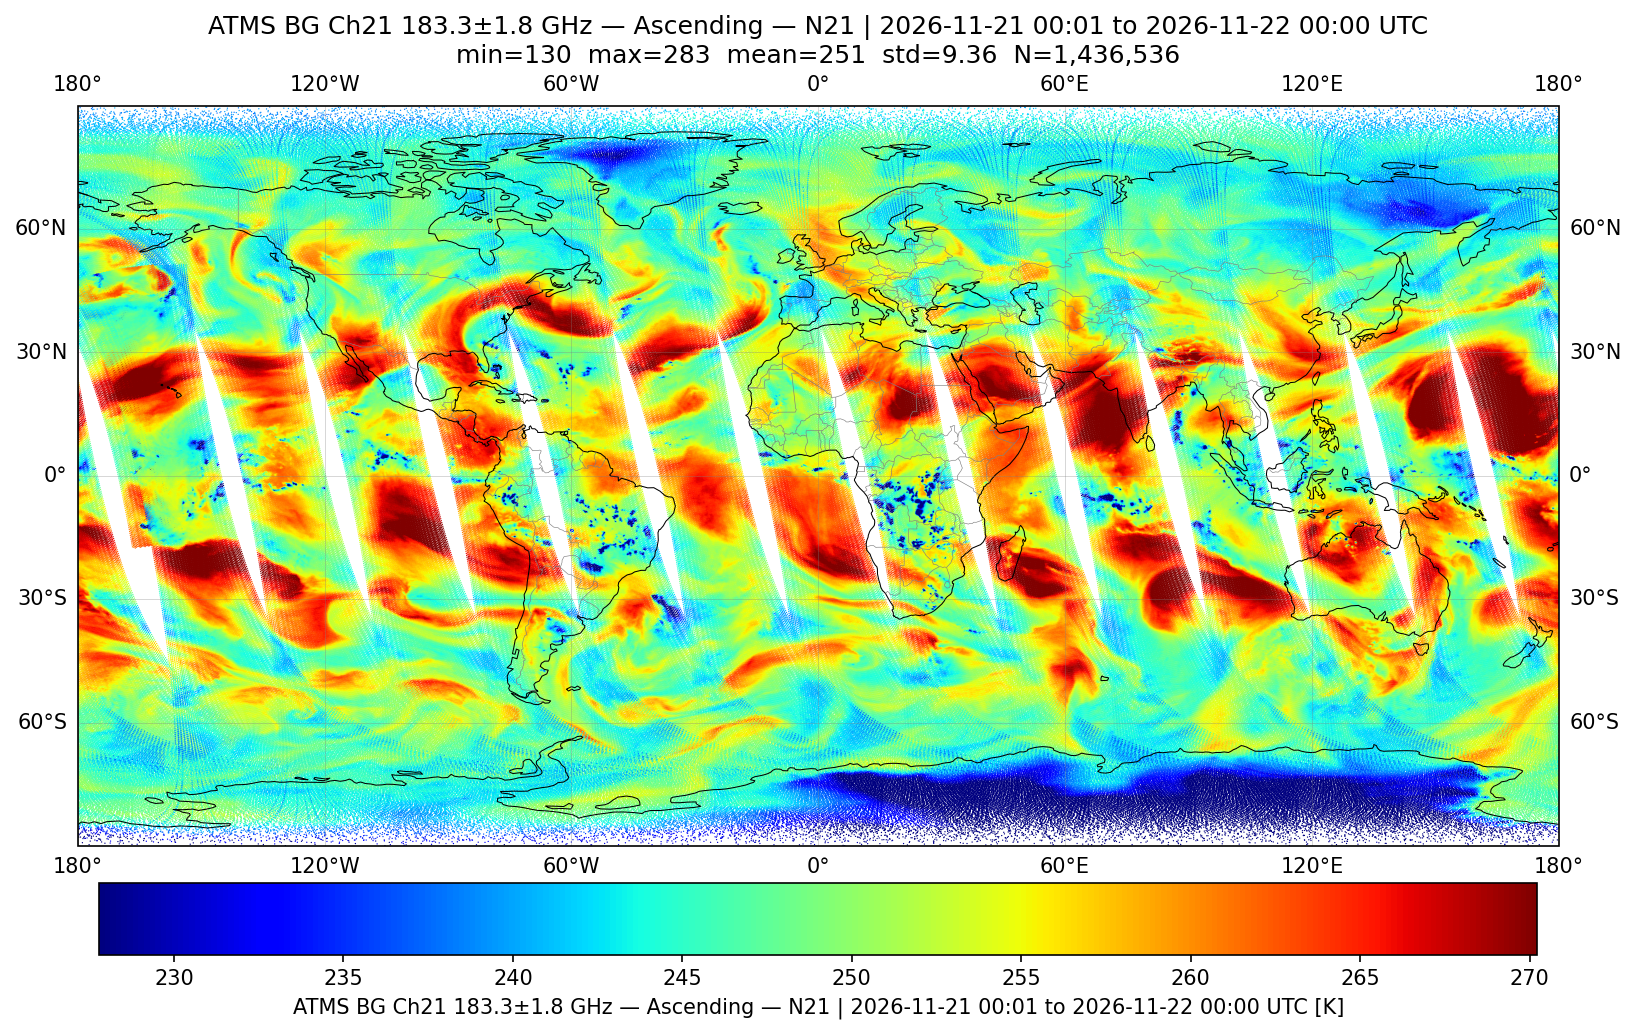 ATMS BG Ch21 183.3±1.8 GHz — Ascending — N21 | 2026-11-21 00:01 to 2026-11-22 00:00 UTC
min=130  max=283  mean=251  std=9.36  N=1,436,536
180° 120°W 60°W 0° 60°E 120°E 180°
60°N 60°N
30°N 30°N
0° 0°
30°S 30°S
60°S 60°S
180° 120°W 60°W 0° 60°E 120°E 180°
230 235 240 245 250 255 260 265 270
ATMS BG Ch21 183.3±1.8 GHz — Ascending — N21 | 2026-11-21 00:01 to 2026-11-22 00:00 UTC [K]